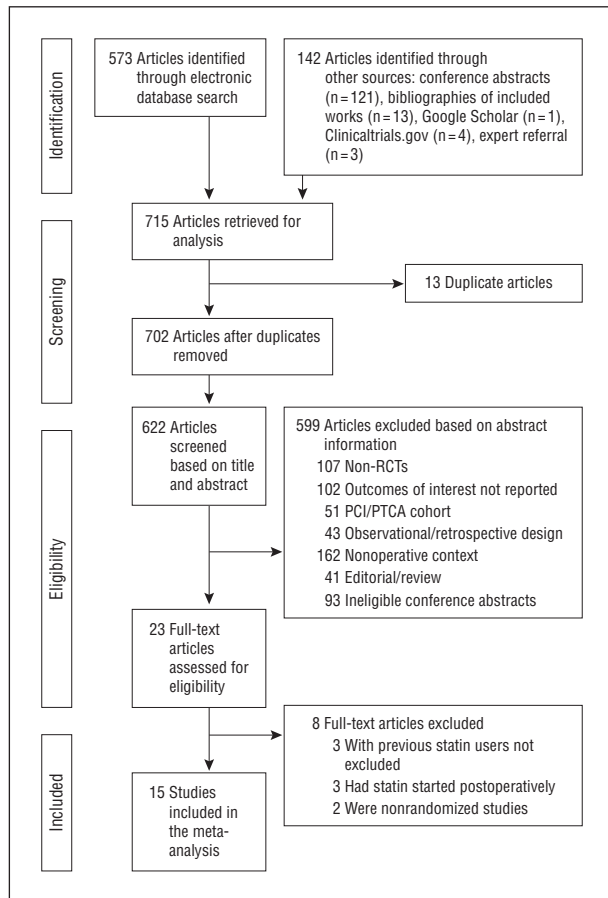 Identification
573 Articles identified
through electronic
database search
142 Articles identified through
other sources: conference abstracts
(n=121), bibliographies of included
works (n=13), Google Scholar (n=1),
Clinicaltrials.gov (n=4), expert referral
(n=3)
Screening
715 Articles retrieved for
analysis
13 Duplicate articles
702 Articles after duplicates
removed
Eligibility
622 Articles
screened
based on title
and abstract
599 Articles excluded based on abstract
information
107 Non-RCTs
102 Outcomes of interest not reported
51 PCI/PTCA cohort
43 Observational/retrospective design
162 Nonoperative context
41 Editorial/review
93 Ineligible conference abstracts
23 Full-text
articles
assessed for
eligibility
8 Full-text articles excluded
3 With previous statin users not
excluded
3 Had statin started postoperatively
2 Were nonrandomized studies
Included
15 Studies
included in
the meta-
analysis